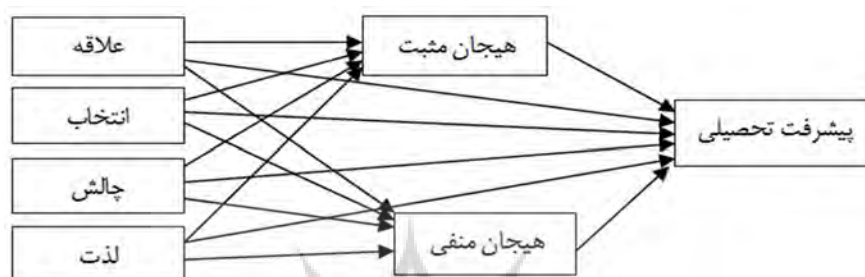 علاقه
هیجان مثبت
انتخاب
پیشرفت تحصیلی
چالش
هیجان منفی
لذت